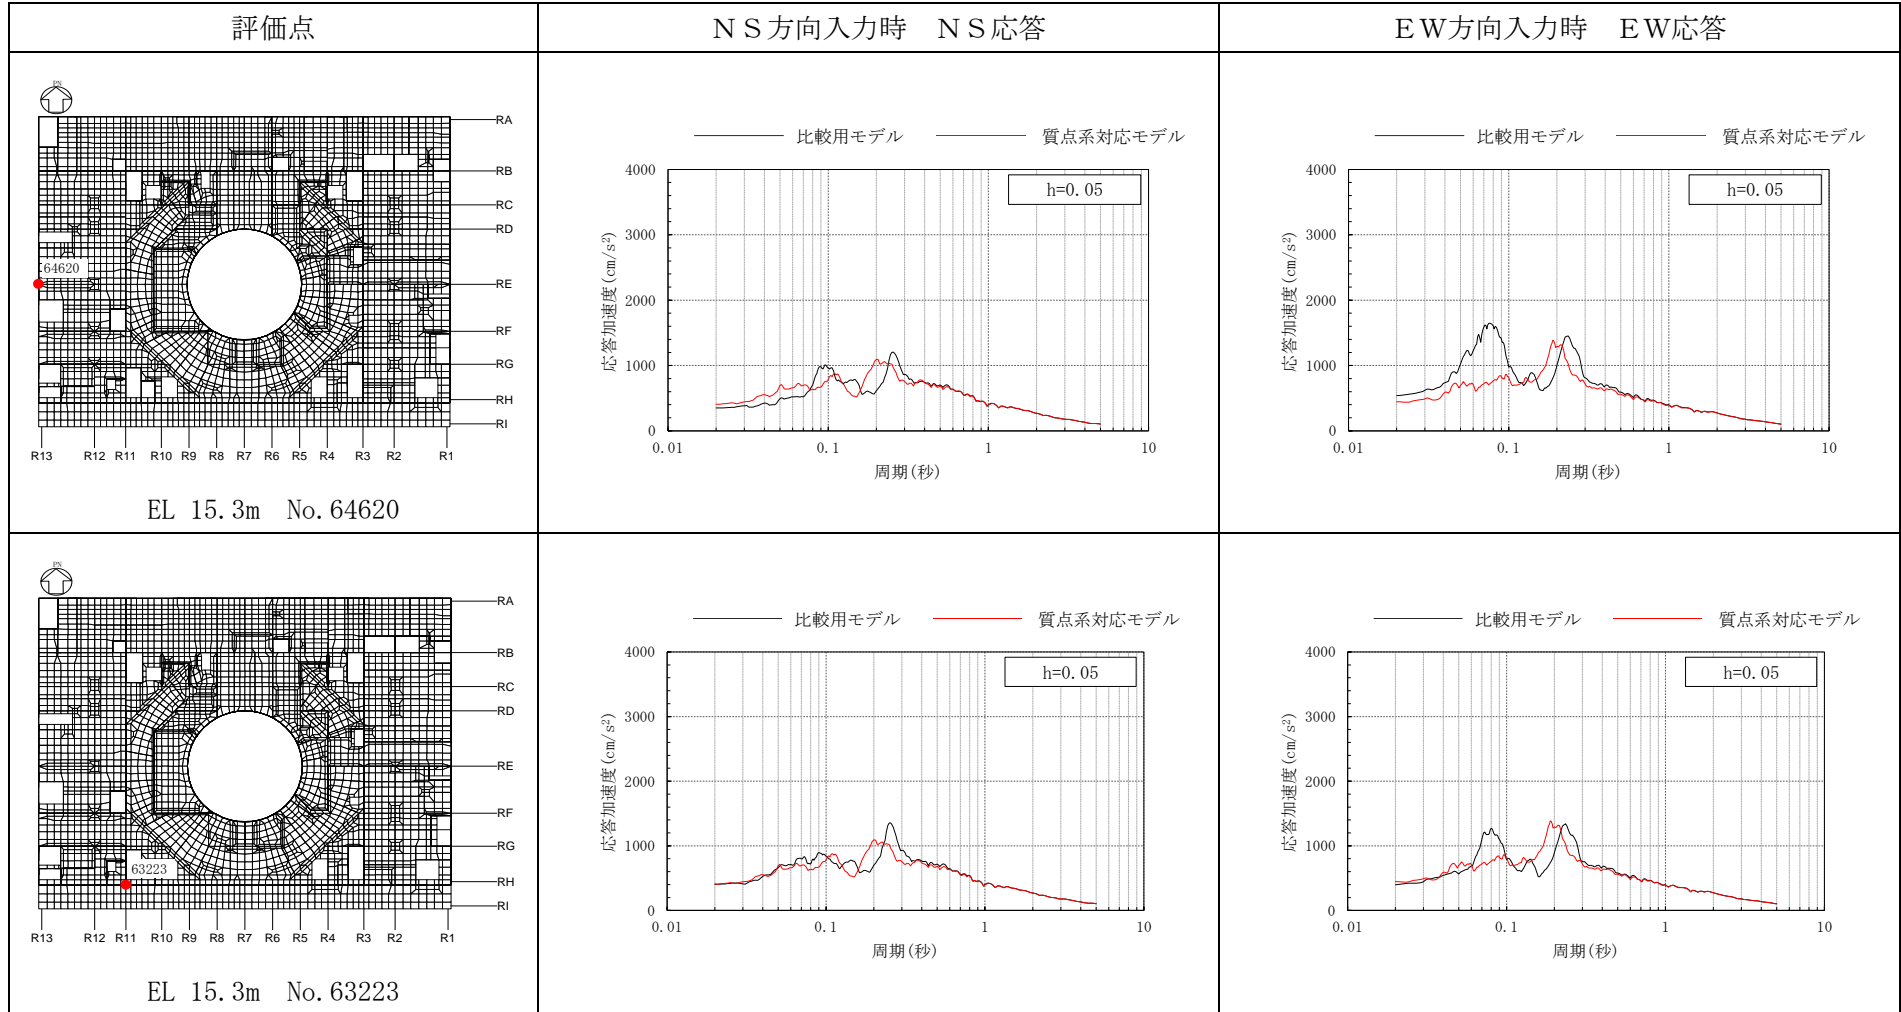 評価点
ＮＳ方向入力時　ＮＳ応答
ＥＷ方向入力時　ＥＷ応答
PN
RA
RB
RC
RD
64620
RE
RF
RG
RH
RI
R13 R12 R11 R10 R9 R8 R7 R6 R5 R4 R3 R2 R1
EL 15.3m　No.64620
比較用モデル　質点系対応モデル
h=0.05
4000
3000
2000
1000
0
応答加速度(cm/s²)
0.01 0.1 1 10
周期(秒)
比較用モデル　質点系対応モデル
h=0.05
4000
3000
2000
1000
0
応答加速度(cm/s²)
0.01 0.1 1 10
周期(秒)
PN
RA
RB
RC
RD
RE
RF
RG
63223
RH
RI
R13 R12 R11 R10 R9 R8 R7 R6 R5 R4 R3 R2 R1
EL 15.3m　No.63223
比較用モデル　質点系対応モデル
h=0.05
4000
3000
2000
1000
0
応答加速度(cm/s²)
0.01 0.1 1 10
周期(秒)
比較用モデル　質点系対応モデル
h=0.05
4000
3000
2000
1000
0
応答加速度(cm/s²)
0.01 0.1 1 10
周期(秒)